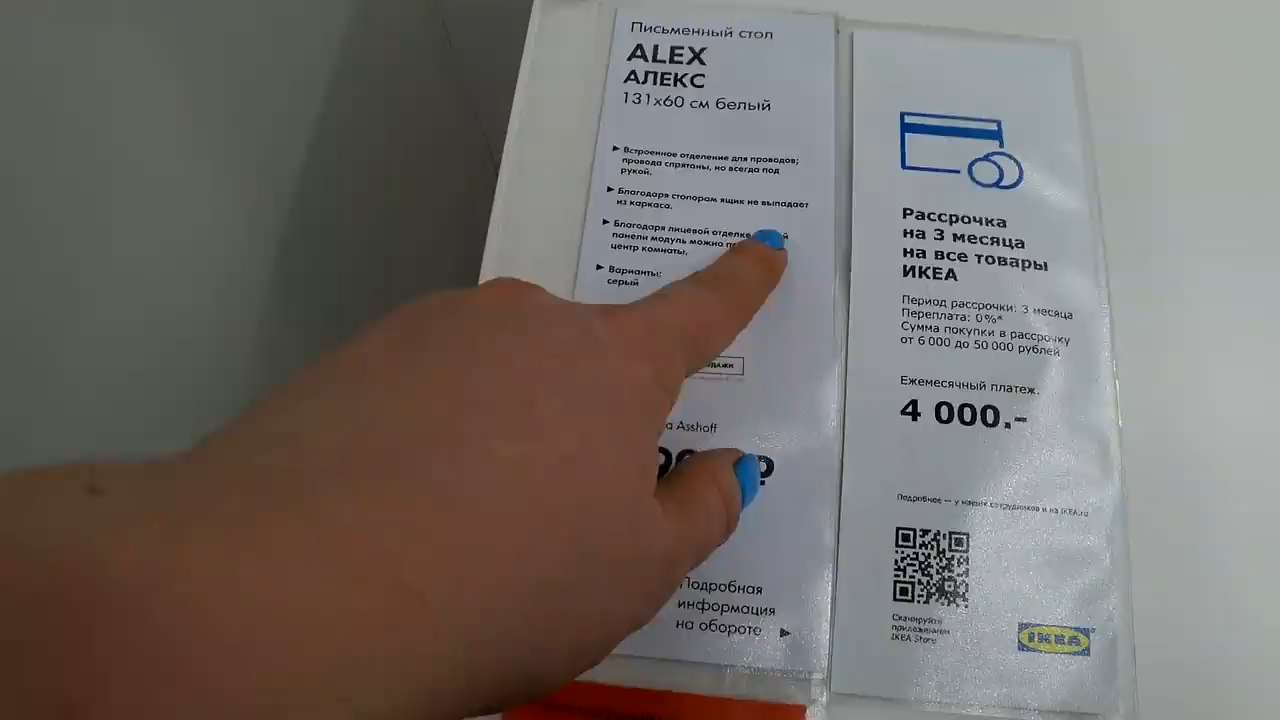 Письменный стол
ALEX
АЛЕКС
131x60 см белый
► Встроенное отделение для проводов;
провода спрятаны, но всегда под
рукой.
► Благодаря стопорам ящик не выпадает
из каркаса.
► Благодаря лицевой отделке
панели модуль можно
центр комнаты.
► Варианты:
серый
Asshoff
Подробная
информация
на обороте ►
Рассрочка
на 3 месяца
на все товары
ИКЕА
Период рассрочки: 3 месяца
Переплата: 0%*
Сумма покупки в рассрочку
от 6 000 до 50 000 рублей
Ежемесячный платеж.
4 000.-
Подробнее — у наших сотрудников и на IKEA.ru
Сканируйте
приложением
IKEA Store
IKEA